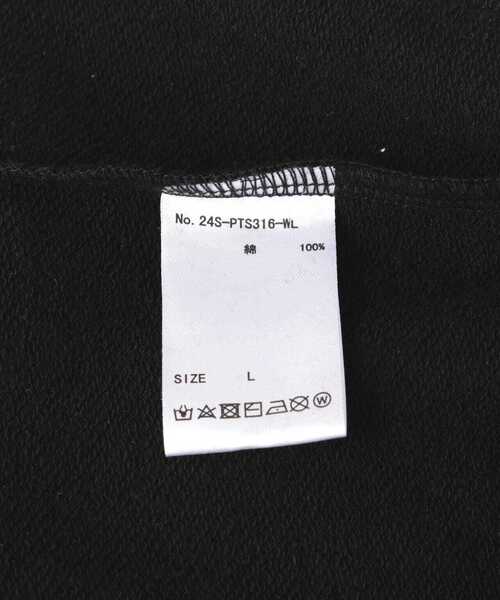 No. 24S-PTS316-WL
綿 100%
SIZE L
W